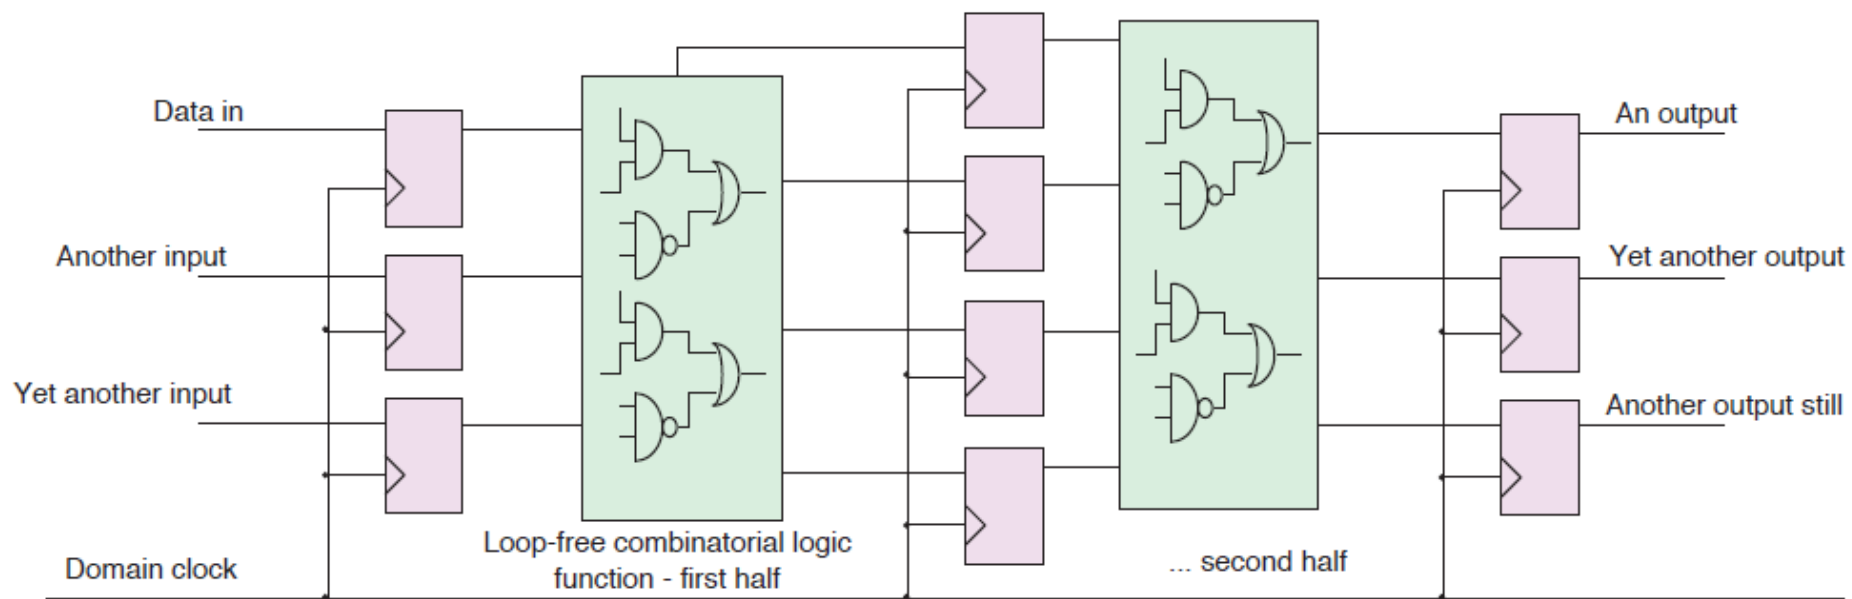 Data in
An output
Another input
Yet another output
Yet another input
Another output still
Loop-free combinatorial logic
function - first half
... second half
Domain clock